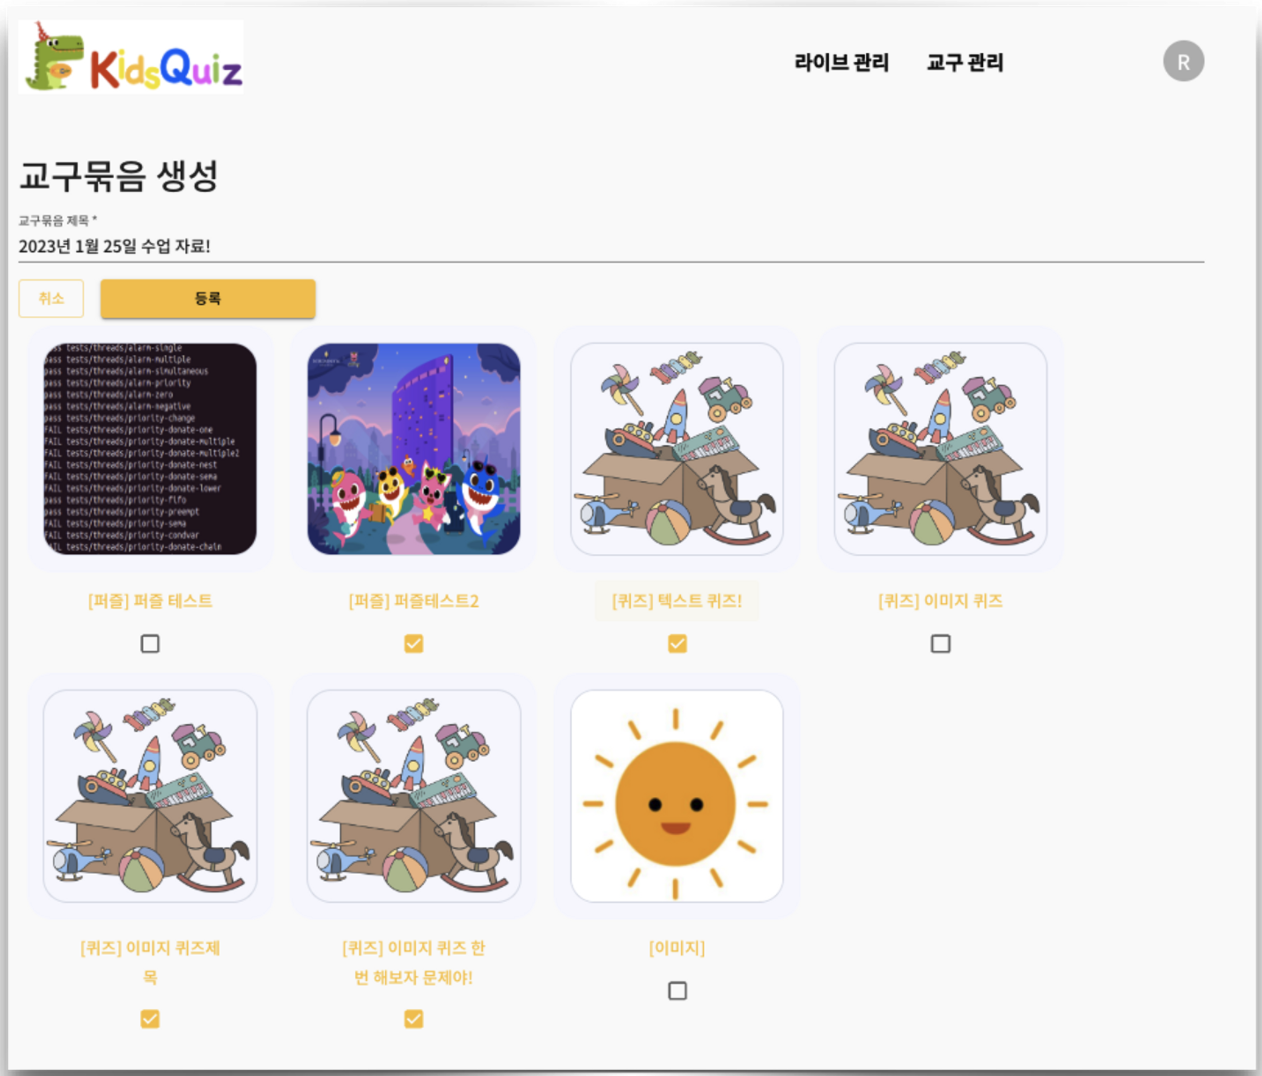 KidsQuiz
라이브 관리
교구 관리
R
교구묶음 생성
교구묶음 제목 *
2023년 1월 25일 수업 자료!
취소
등록
pass tests/threads/alarm-single
pass tests/threads/alarm-multiple
pass tests/threads/alarm-simultaneous
pass tests/threads/alarm-priority
pass tests/threads/alarm-zero
pass tests/threads/alarm-negative
pass tests/threads/priority-change
FAIL tests/threads/priority-donate-one
FAIL tests/threads/priority-donate-multiple
FAIL tests/threads/priority-donate-multiple2
FAIL tests/threads/priority-donate-nest
FAIL tests/threads/priority-donate-sema
FAIL tests/threads/priority-donate-lower
pass tests/threads/priority-fifo
pass tests/threads/priority-preempt
FAIL tests/threads/priority-sema
FAIL tests/threads/priority-condvar
FAIL tests/threads/priority-donate-chain
[퍼즐] 퍼즐 테스트
[퍼즐] 퍼즐테스트2
[퀴즈] 텍스트 퀴즈!
[퀴즈] 이미지 퀴즈
[퀴즈] 이미지 퀴즈제
목
[퀴즈] 이미지 퀴즈 한
번 해보자 문제야!
[이미지]